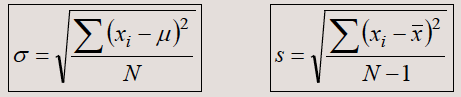 σ = √(∑(xᵢ − μ)² / N)
s = √(∑(xᵢ − x̄)² / N − 1)